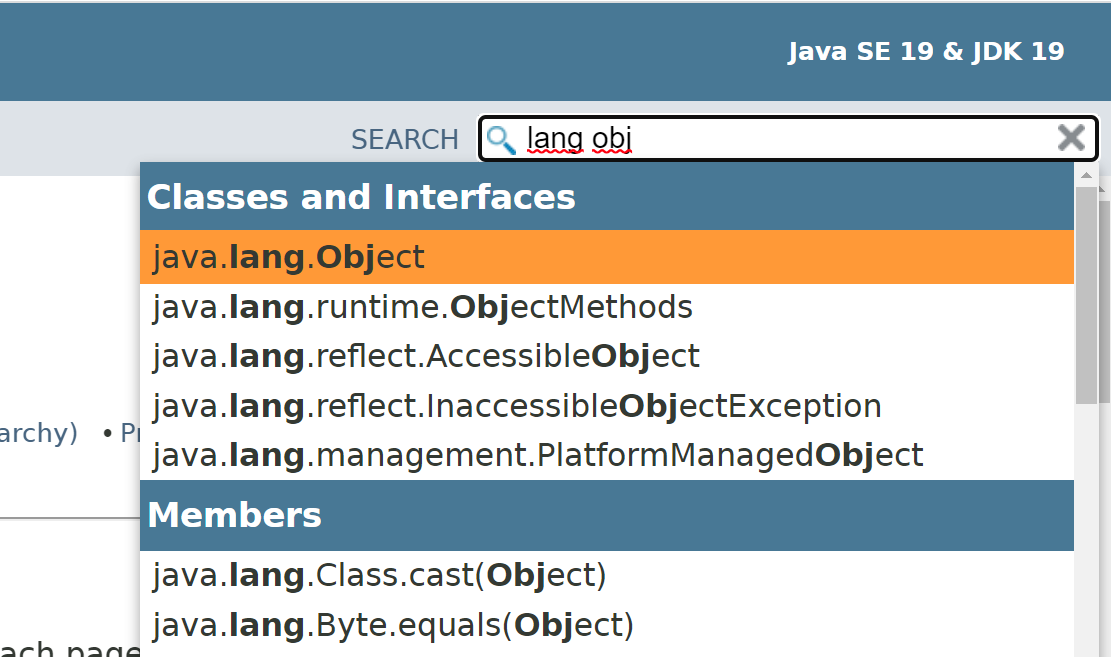 Java SE 19 & JDK 19
SEARCH lang obj
Classes and Interfaces
java.lang.Object
java.lang.runtime.ObjectMethods
java.lang.reflect.AccessibleObject
java.lang.reflect.InaccessibleObjectException
archy) • Pr
java.lang.management.PlatformManagedObject
Members
java.lang.Class.cast(Object)
java.lang.Byte.equals(Object)
ach page